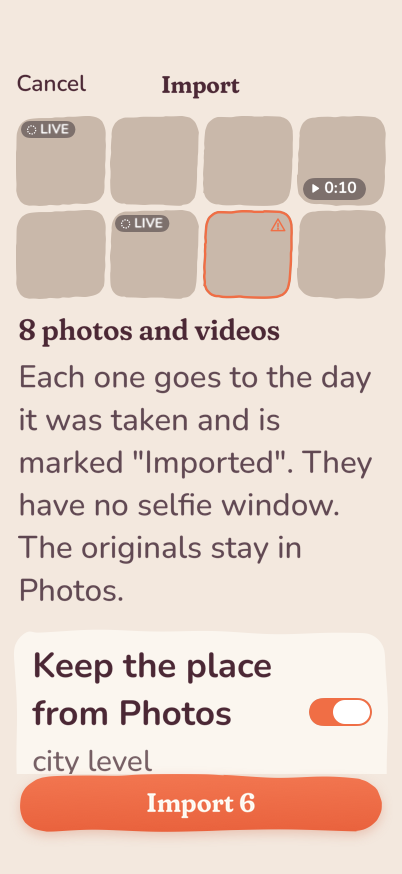 Cancel
Import
LIVE
0:10
LIVE
8 photos and videos
Each one goes to the day
it was taken and is
marked "Imported". They
have no selfie window.
The originals stay in
Photos.
Keep the place
from Photos
city level
Import 6